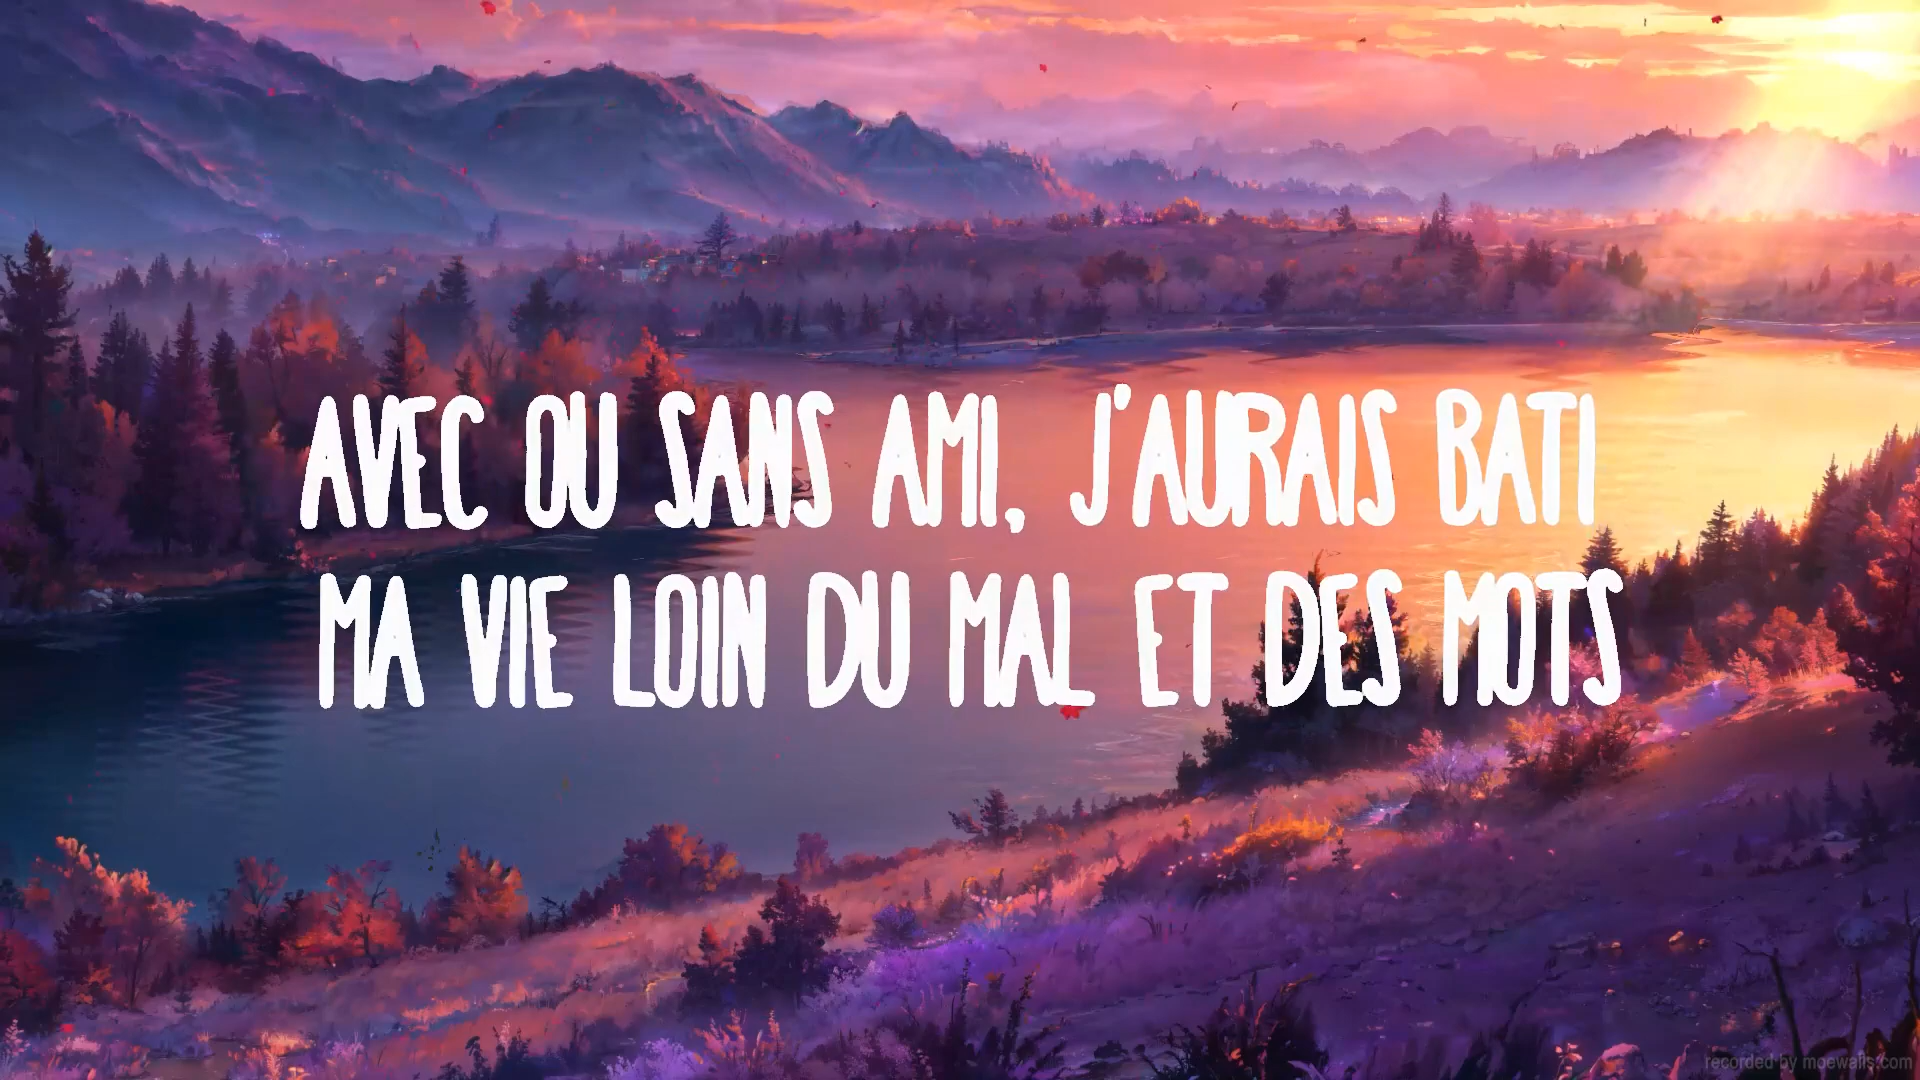 AVEC OU SANS AMI, J'AURAIS BATI
MA VIE LOIN DU MAL ET DES MOTS
recorded by moewalls.com